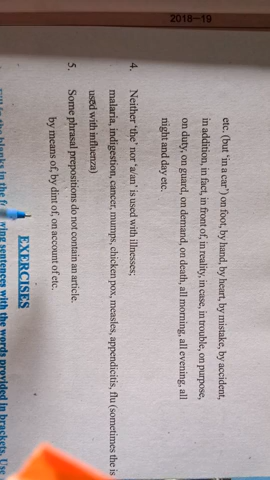 2018–19
etc. (but 'in a car') on foot, by hand, by heart, by mistake, by accident,
in addition, in fact, in front of, in reality, in case, in trouble, on purpose,
on duty, on guard, on demand, on death, all morning, all evening, all
night and day etc.
4. Neither 'the' nor 'a/an' is used with illnesses;
malaria, indigestion, cancer, mumps, chicken pox, measles, appendicitis, flu (sometimes the is
used with influenza)
5. Some phrasal prepositions do not contain an article.
by means of, by dint of, on account of etc.
EXERCISES
blanks in the sentences with the words provided in brackets. Use